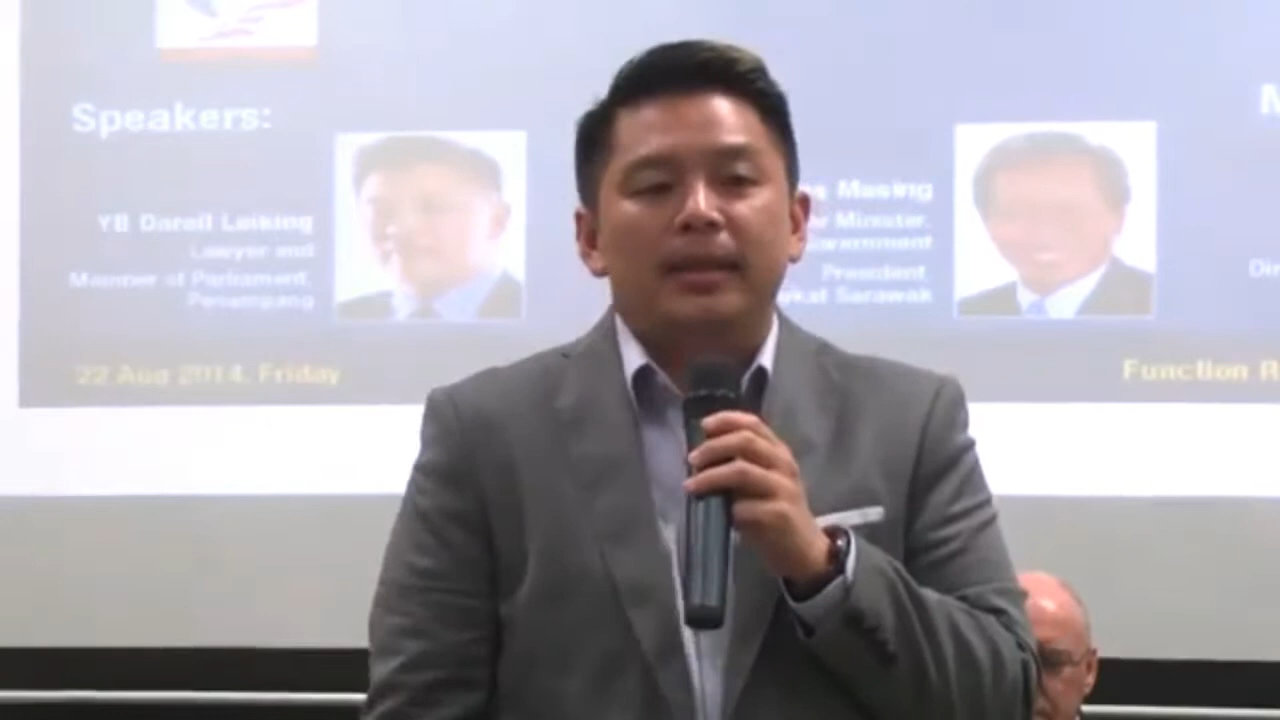 Speakers:
YB Darell Leiking
Lawyer and
Member of Parliament,
Penampang
Masing
Minister,
Government
President,
Sarawak
22 Aug 2014, Friday
Function